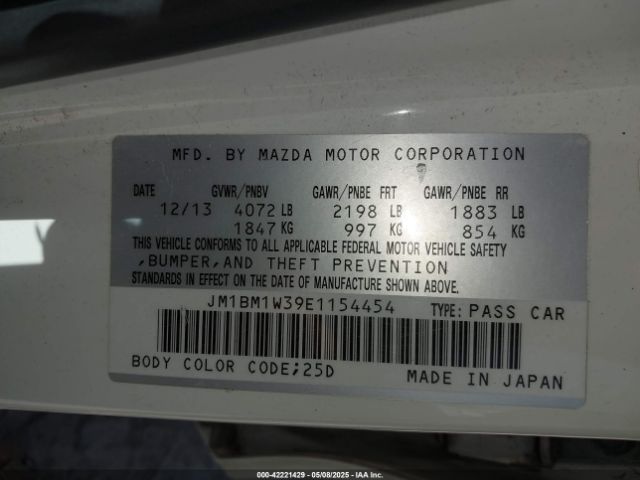 MFD. BY MAZDA MOTOR CORPORATION
DATE GVWR/PNBV GAWR/PNBE FRT GAWR/PNBE RR
12/13 4072 LB 2198 LB 1883 LB
1847 KG 997 KG 854 KG
THIS VEHICLE CONFORMS TO ALL APPLICABLE FEDERAL MOTOR VEHICLE SAFETY
,BUMPER,AND THEFT PREVENTION
STANDARDS IN EFFECT ON THE DATE OF MANUFACTURE SHOWN ABOVE.
JM1BM1W39E1154454 TYPE: PASS CAR
BODY COLOR CODE;25D MADE IN JAPAN
000-42221429 05/08/2025 IAA Inc.